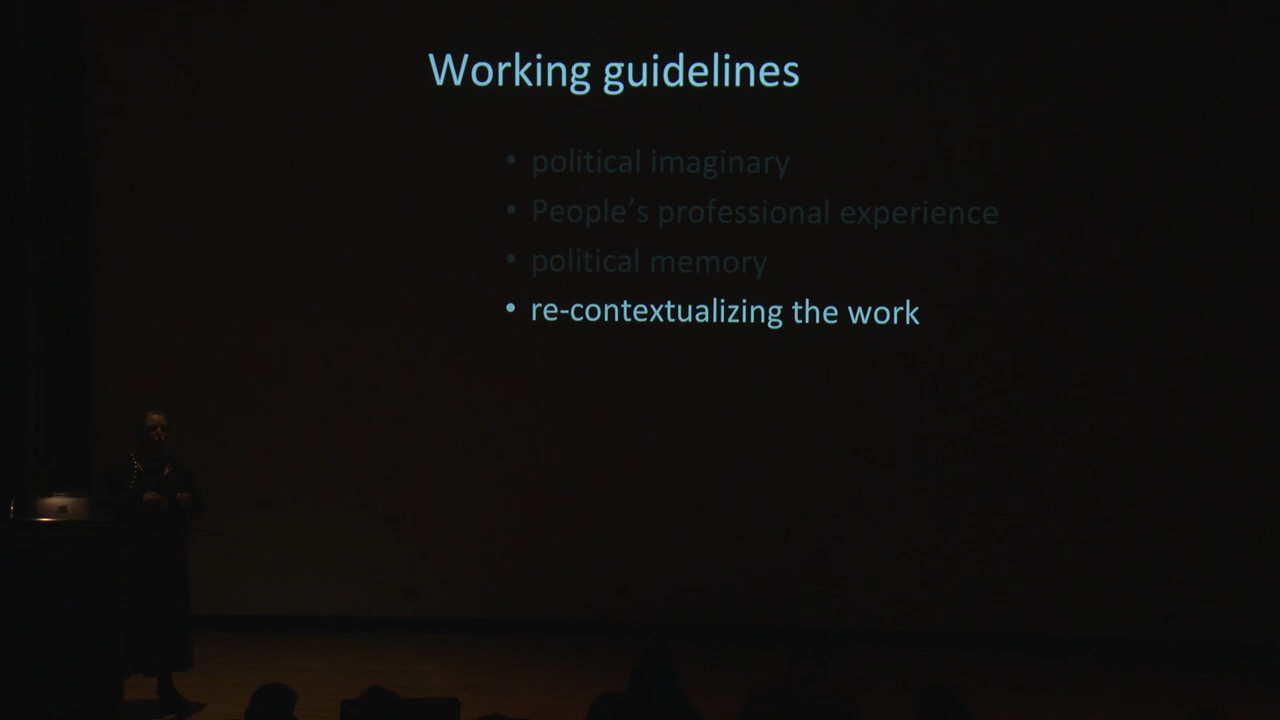 Working guidelines
• political imaginary
• People's professional experience
• political memory
• re-contextualizing the work